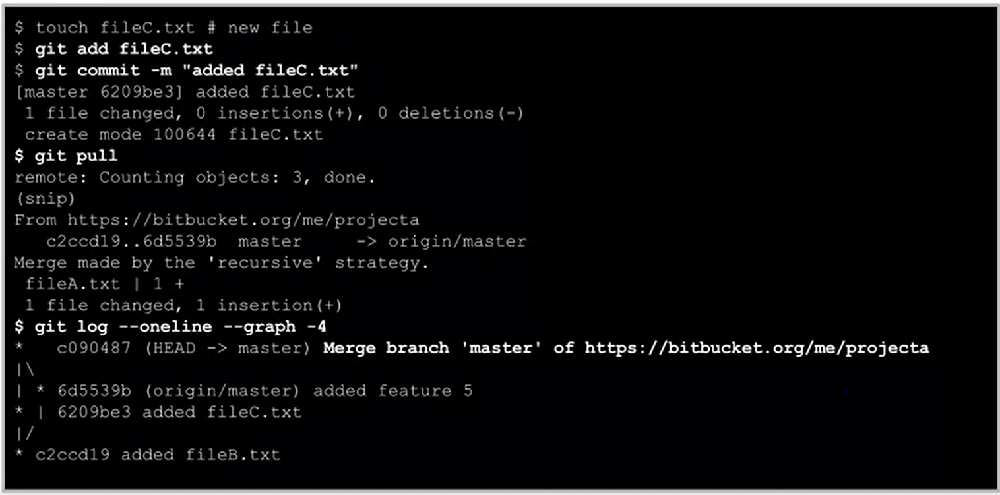 $ touch fileC.txt # new file
$ git add fileC.txt
$ git commit -m "added fileC.txt"
[master 6209be3] added fileC.txt
 1 file changed, 0 insertions(+), 0 deletions(-)
 create mode 100644 fileC.txt
$ git pull
remote: Counting objects: 3, done.
(snip)
From https://bitbucket.org/me/projecta
   c2ccd19..6d5539b  master     -> origin/master
Merge made by the 'recursive' strategy.
 fileA.txt | 1 +
 1 file changed, 1 insertion(+)
$ git log --oneline --graph -4
*   c090487 (HEAD -> master) Merge branch 'master' of https://bitbucket.org/me/projecta
|\
| * 6d5539b (origin/master) added feature 5
* | 6209be3 added fileC.txt
|/
* c2ccd19 added fileB.txt